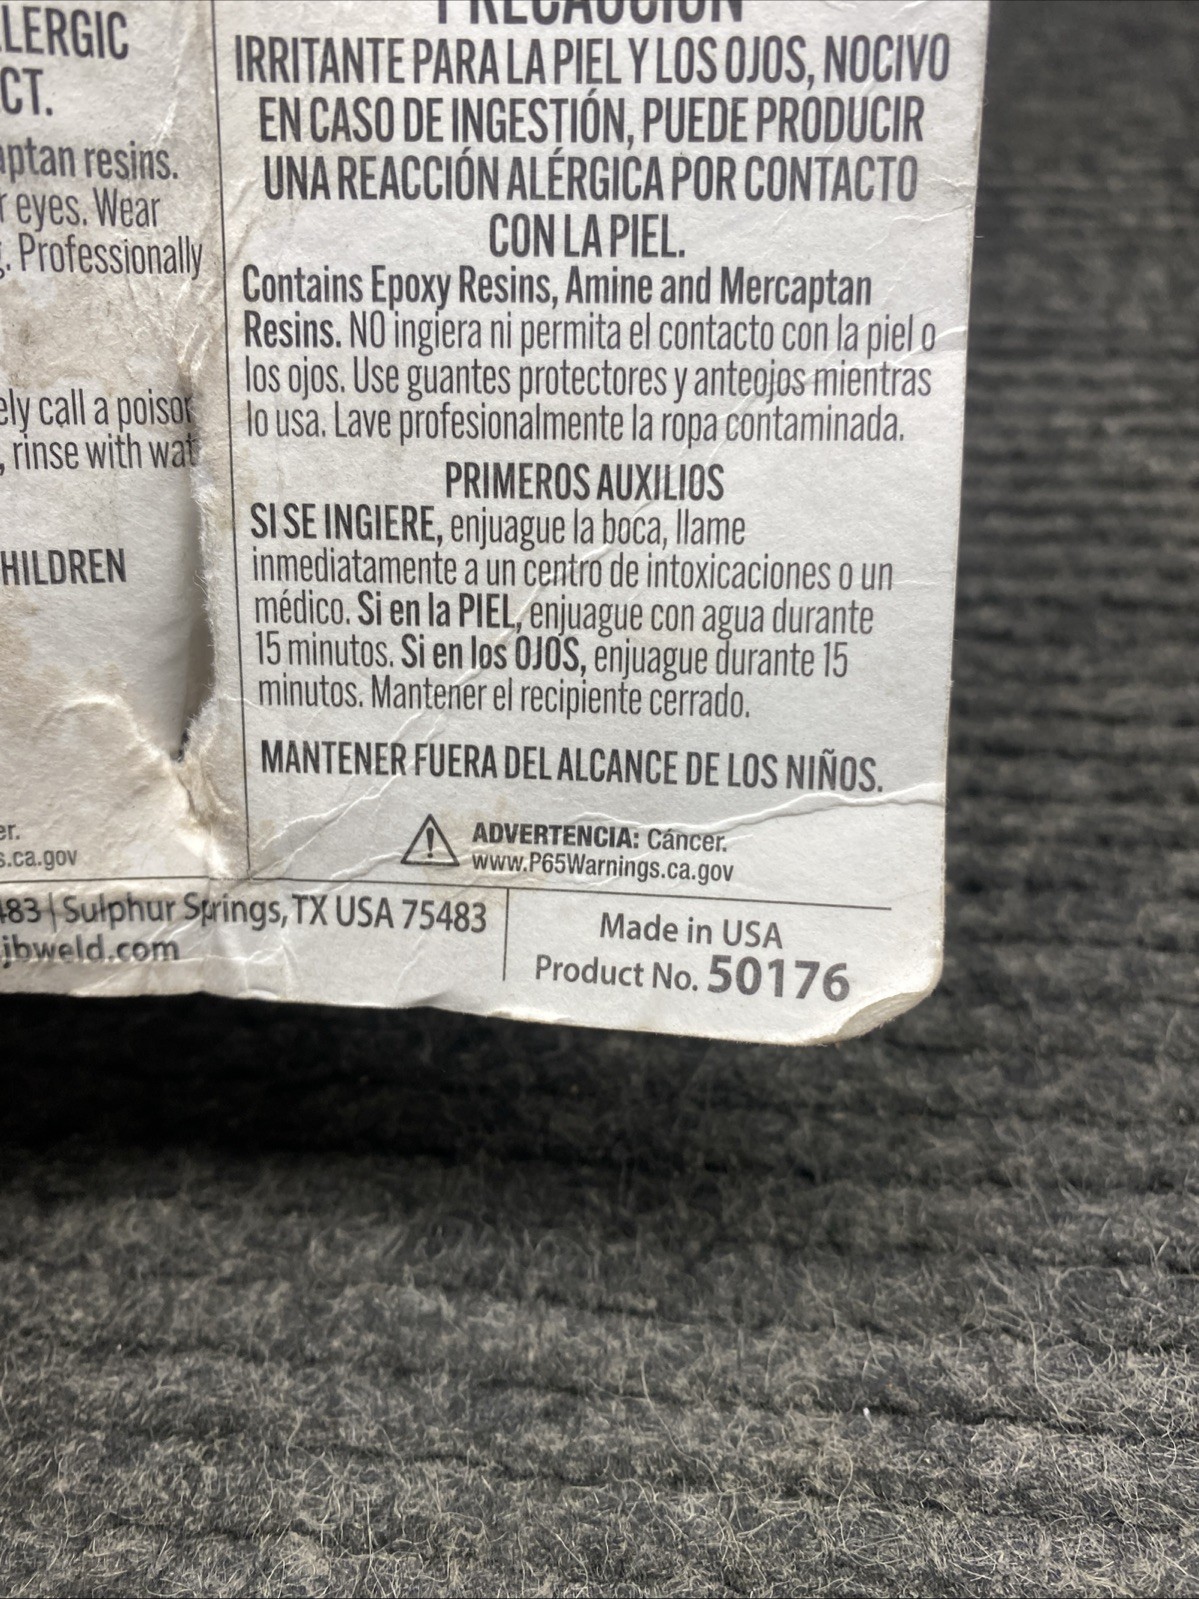 LERGIC
CT.
aptan resins.
r eyes. Wear
g. Professionally
ely call a poison
, rinse with wat
HILDREN
er.
s.ca.gov
PRECAUCIÓN
IRRITANTE PARA LA PIEL Y LOS OJOS, NOCIVO
EN CASO DE INGESTIÓN, PUEDE PRODUCIR
UNA REACCIÓN ALÉRGICA POR CONTACTO
CON LA PIEL.
Contains Epoxy Resins, Amine and Mercaptan
Resins. NO ingiera ni permita el contacto con la piel o
los ojos. Use guantes protectores y anteojos mientras
lo usa. Lave profesionalmente la ropa contaminada.
PRIMEROS AUXILIOS
SI SE INGIERE, enjuague la boca, llame
inmediatamente a un centro de intoxicaciones o un
médico. Si en la PIEL, enjuague con agua durante
15 minutos. Si en los OJOS, enjuague durante 15
minutos. Mantener el recipiente cerrado.
MANTENER FUERA DEL ALCANCE DE LOS NIÑOS.
ADVERTENCIA: Cáncer.
www.P65Warnings.ca.gov
483 | Sulphur Springs, TX USA 75483
jbweld.com
Made in USA
Product No. 50176